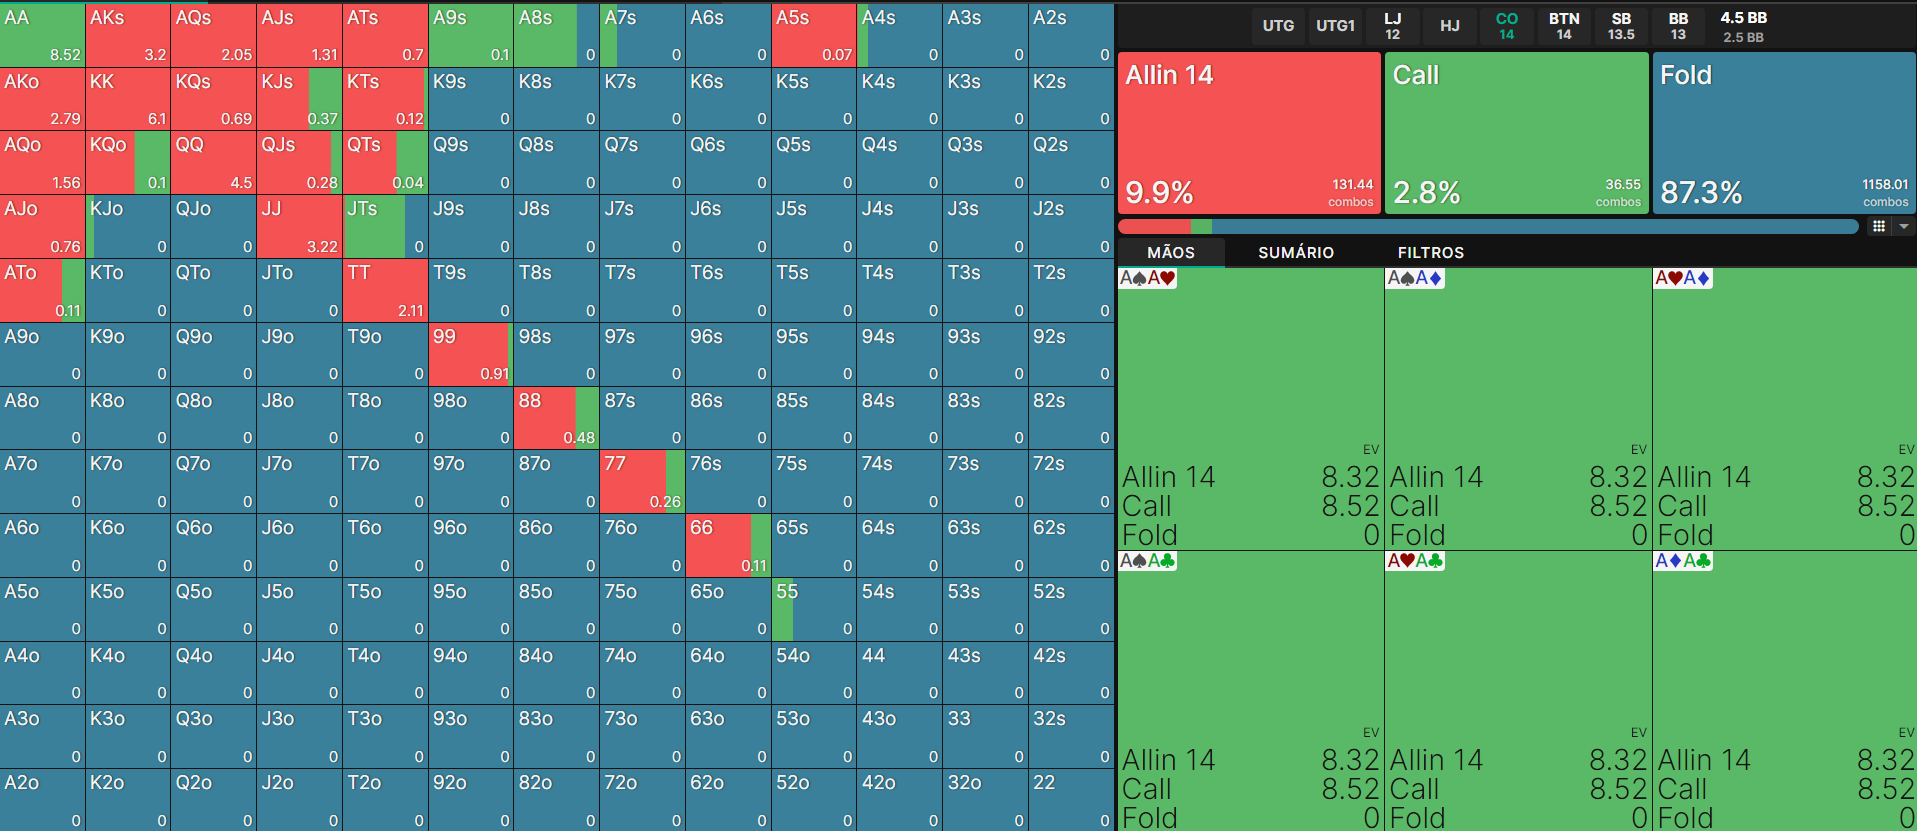 AA AKs AQs AJs ATs A9s A8s A7s A6s A5s A4s A3s A2s
8.52 3.2 2.05 1.31 0.7 0.1 0 0 0 0.07 0 0 0
AKo KK KQs KJs KTs K9s K8s K7s K6s K5s K4s K3s K2s
2.79 6.1 0.69 0.37 0.12 0 0 0 0 0 0 0 0
AQo KQo QQ QJs QTs Q9s Q8s Q7s Q6s Q5s Q4s Q3s Q2s
1.56 0.1 4.5 0.28 0.04 0 0 0 0 0 0 0 0
AJo KJo QJo JJ JTs J9s J8s J7s J6s J5s J4s J3s J2s
0.76 0 0 3.22 0 0 0 0 0 0 0 0 0
ATo KTo QTo JTo TT T9s T8s T7s T6s T5s T4s T3s T2s
0.11 0 0 0 2.11 0 0 0 0 0 0 0 0
A9o K9o Q9o J9o T9o 99 98s 97s 96s 95s 94s 93s 92s
0 0 0 0 0 0.91 0 0 0 0 0 0 0
A8o K8o Q8o J8o T8o 98o 88 87s 86s 85s 84s 83s 82s
0 0 0 0 0 0 0.48 0 0 0 0 0 0
A7o K7o Q7o J7o T7o 97o 87o 77 76s 75s 74s 73s 72s
0 0 0 0 0 0 0 0.26 0 0 0 0 0
A6o K6o Q6o J6o T6o 96o 86o 76o 66 65s 64s 63s 62s
0 0 0 0 0 0 0 0 0.11 0 0 0 0
A5o K5o Q5o J5o T5o 95o 85o 75o 65o 55 54s 53s 52s
0 0 0 0 0 0 0 0 0 0 0 0 0
A4o K4o Q4o J4o T4o 94o 84o 74o 64o 54o 44 43s 42s
0 0 0 0 0 0 0 0 0 0 0 0 0
A3o K3o Q3o J3o T3o 93o 83o 73o 63o 53o 43o 33 32s
0 0 0 0 0 0 0 0 0 0 0 0 0
A2o K2o Q2o J2o T2o 92o 82o 72o 62o 52o 42o 32o 22
0 0 0 0 0 0 0 0 0 0 0 0 0
UTG UTG1 LJ HJ CO BTN SB BB 4.5 BB
12 14 14 13.5 13 2.5 BB
Allin 14 Call Fold
9.9% 131.44 2.8% 36.55 87.3% 1158.01
combos combos combos
MÃOS SUMÁRIO FILTROS
A♠A♥ A♠A♦ A♥A♦
EV EV EV
Allin 14 8.32 Allin 14 8.32 Allin 14 8.32
Call 8.52 Call 8.52 Call 8.52
Fold 0 Fold 0 Fold 0
A♠A♣ A♥A♣ A♦A♣
EV EV EV
Allin 14 8.32 Allin 14 8.32 Allin 14 8.32
Call 8.52 Call 8.52 Call 8.52
Fold 0 Fold 0 Fold 0